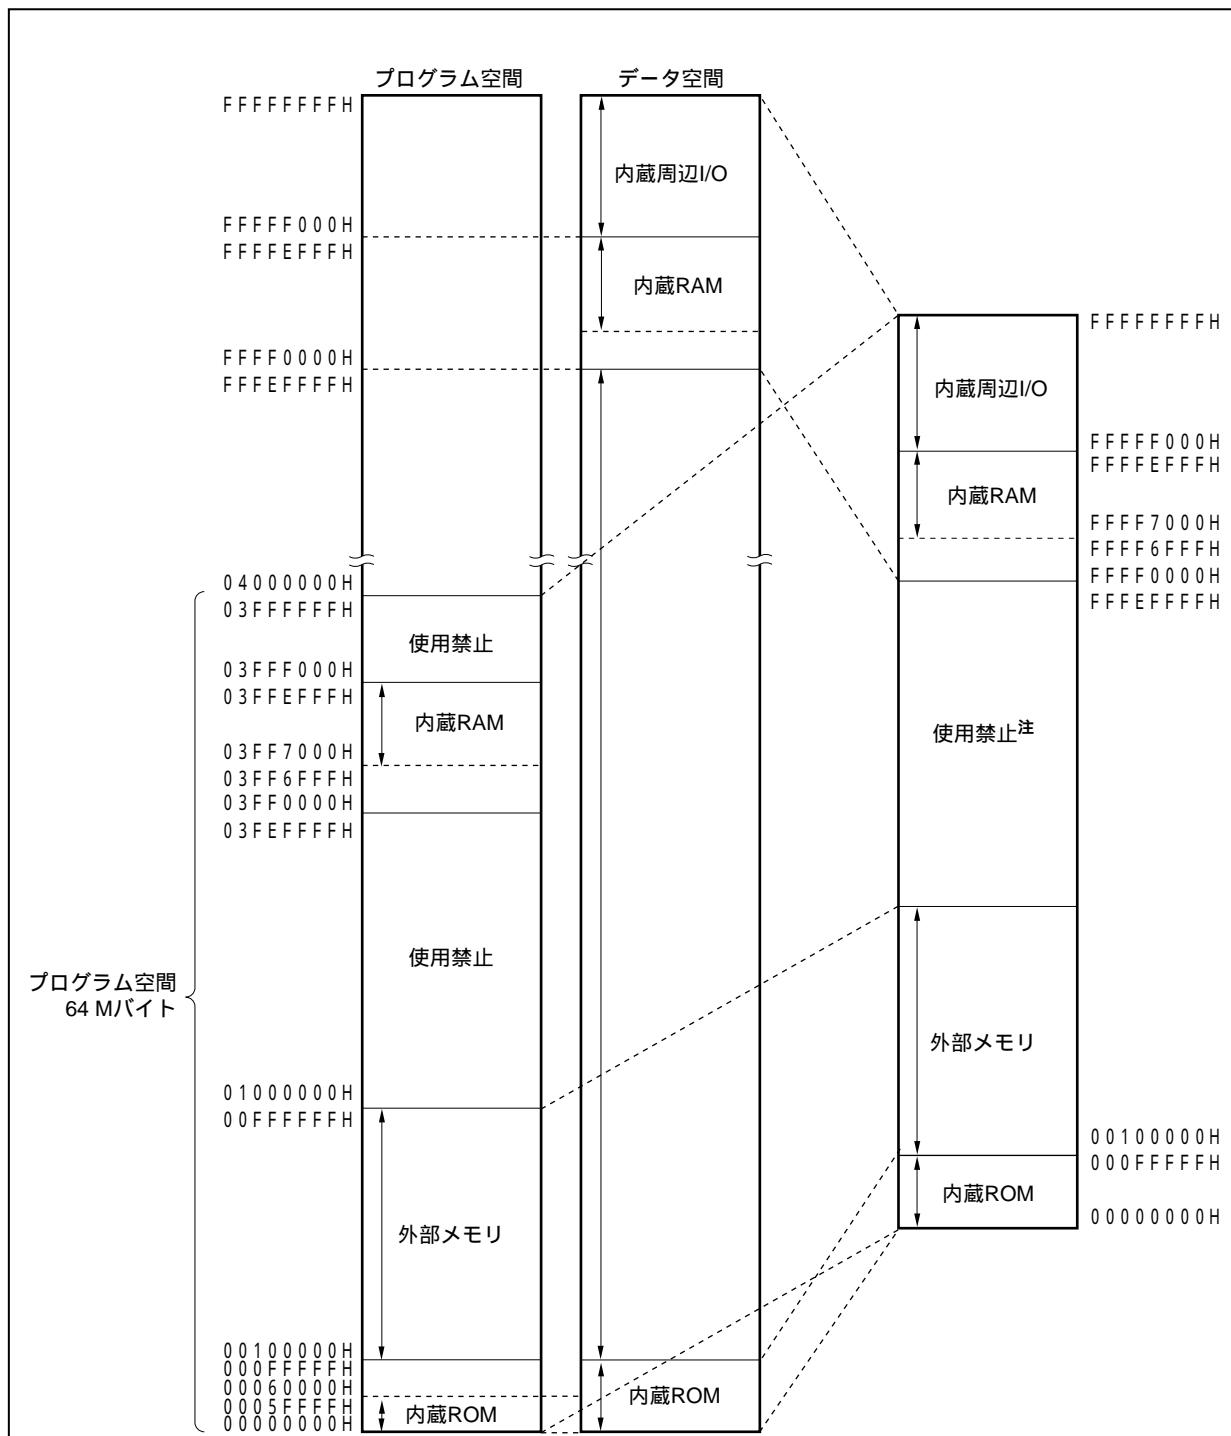 プログラム空間
データ空間
FFFFFFFFH
内蔵周辺I/O
FFFFF000H
FFFFEFFFH
内蔵RAM
FFFF0000H
FFFEFFFFH
04000000H
03FFFFFFH
使用禁止
03FFF000H
03FFEFFFH
内蔵RAM
03FF7000H
03FF6FFFH
03FF0000H
03FEFFFFH
使用禁止
プログラム空間
64 Mバイト
01000000H
00FFFFFFH
外部メモリ
00100000H
000FFFFFH
00060000H
0005FFFFH
00000000H
内蔵ROM
内蔵ROM
FFFFFFFFH
内蔵周辺I/O
FFFFF000H
FFFFEFFFH
内蔵RAM
FFFF7000H
FFFF6FFFH
FFFF0000H
FFFEFFFFH
使用禁止注
外部メモリ
00100000H
000FFFFFH
内蔵ROM
00000000H